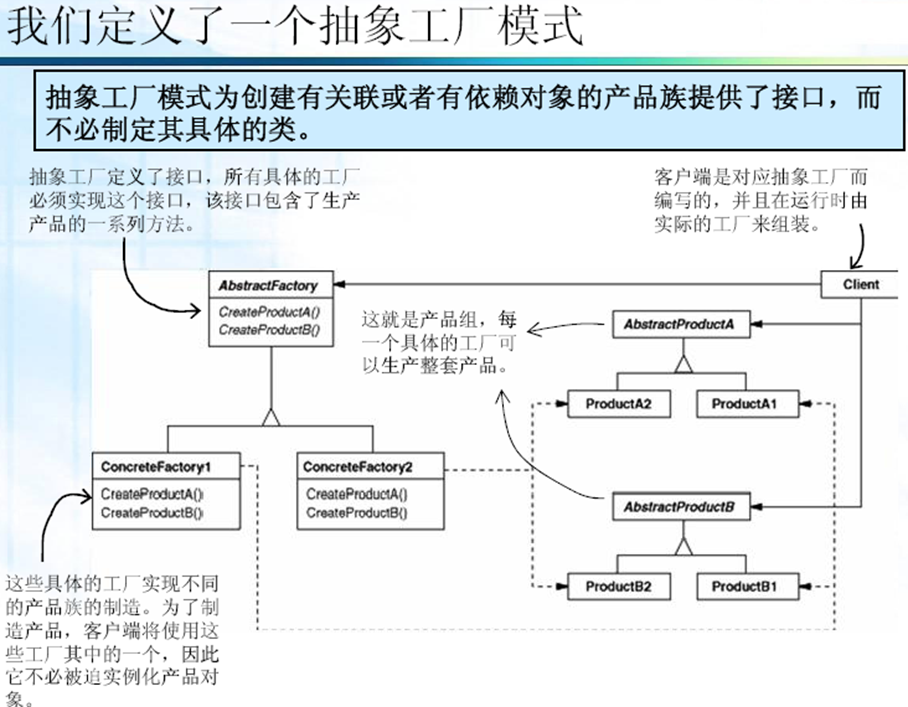 我们定义了一个抽象工厂模式
抽象工厂模式为创建有关联或者有依赖对象的产品族提供了接口，而
不必制定其具体的类。
抽象工厂定义了接口，所有具体的工厂
必须实现这个接口，该接口包含了生产
产品的一系列方法。
客户端是对应抽象工厂而
编写的，并且在运行时由
实际的工厂来组装。
AbstractFactory
CreateProductA()
CreateProductB()
Client
这就是产品组，每
一个具体的工厂可
以生产整套产品。
AbstractProductA
ProductA2
ProductA1
ConcreteFactory1
CreateProductA()
CreateProductB()
ConcreteFactory2
CreateProductA()
CreateProductB()
AbstractProductB
ProductB2
ProductB1
这些具体的工厂实现不同
的产品族的制造。为了制
造产品，客户端将使用这
些工厂其中的一个，因此
它不必被迫实例化产品对
象。